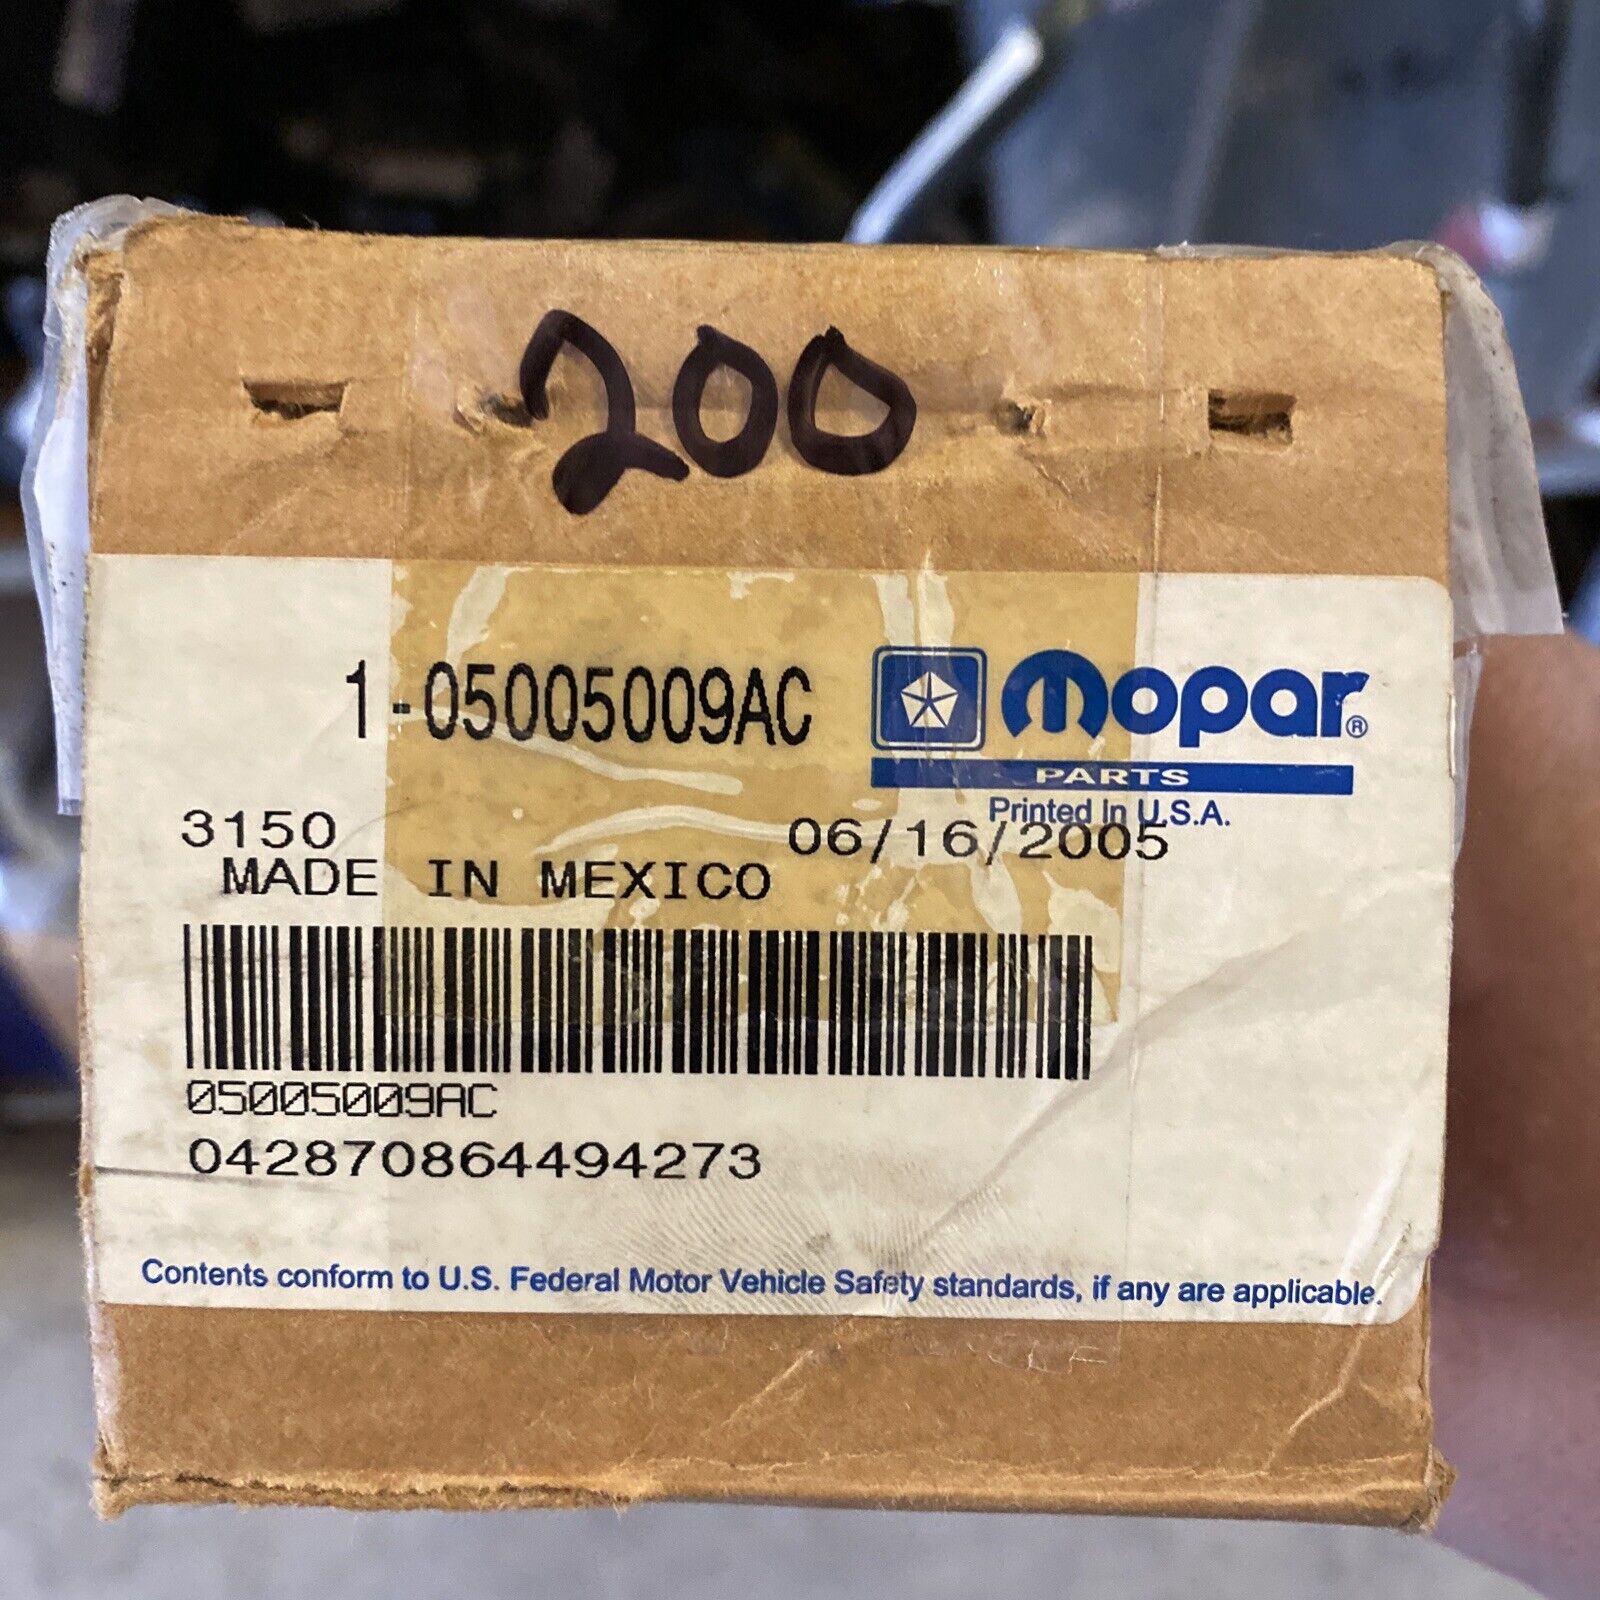 200
1-05005009AC
mopar®
PARTS
Printed In U.S.A.
3150
06/16/2005
MADE IN MEXICO
05005009AC
042870864494273
Contents conform to U.S. Federal Motor Vehicle Safety standards, if any are applicable.